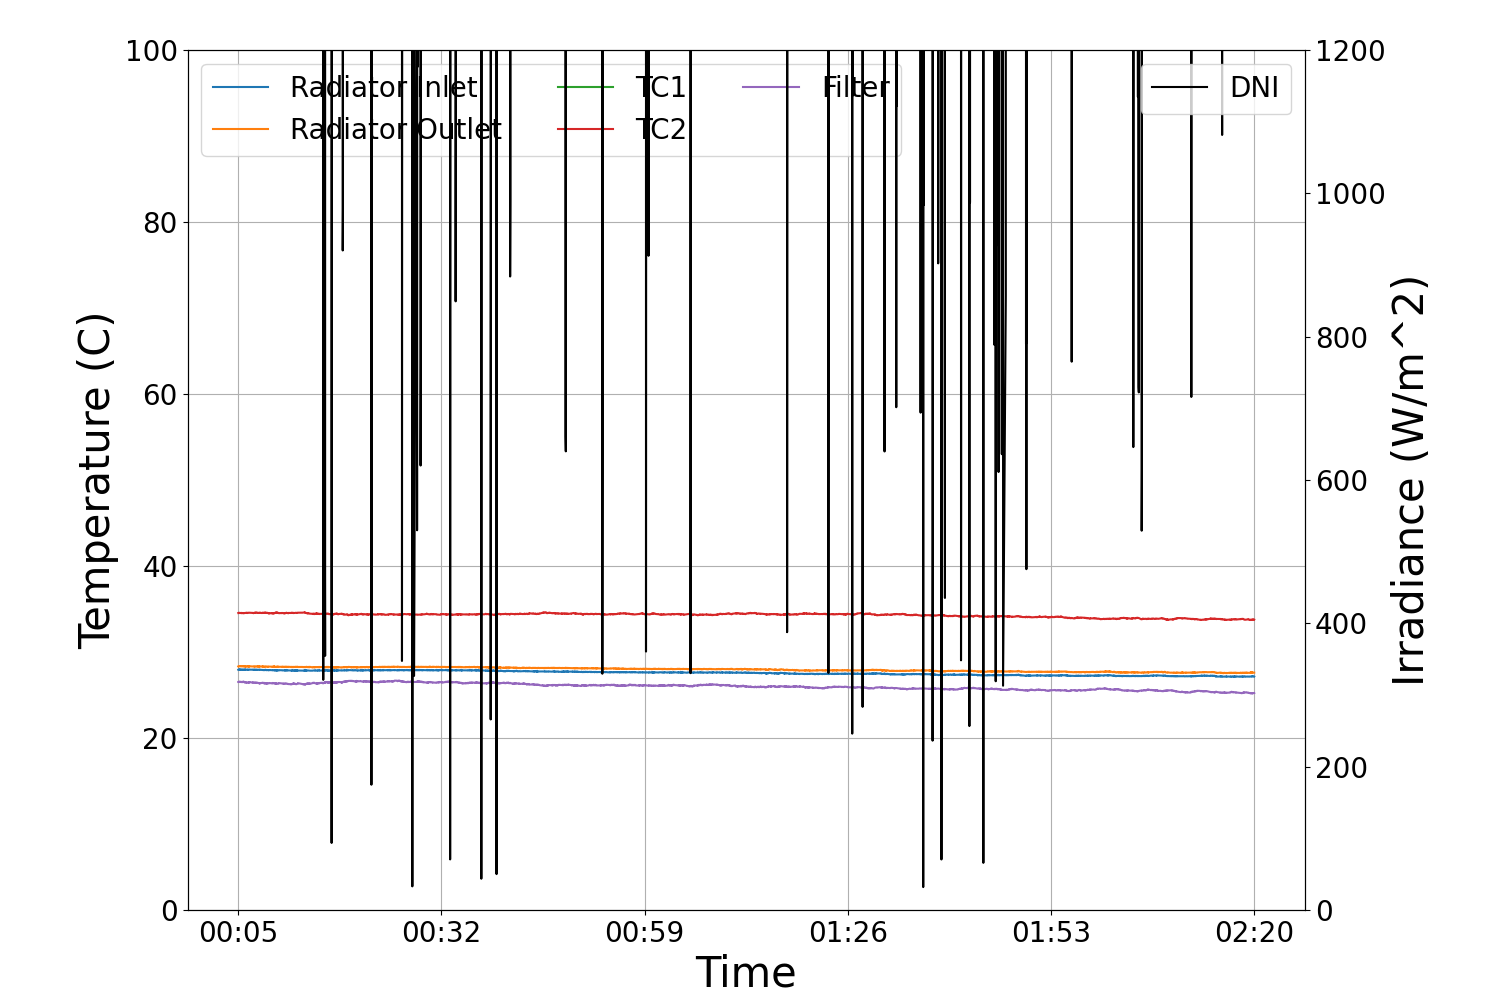 100
80
60
40
20
0
Temperature (C)
Radiator Inlet
Radiator Outlet
TC1
TC2
Filter
DNI
1200
1000
800
600
400
200
0
Irradiance (W/m^2)
00:05
00:32
00:59
01:26
01:53
02:20
Time